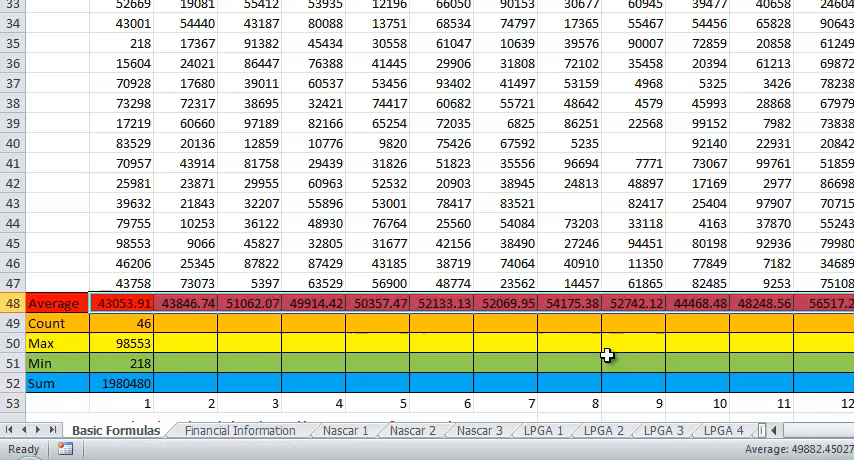 33 52669 19081 55412 53935 12196 66050 90153 30677 60945 39477 40658 24604
34 43001 54440 43187 80088 13751 68534 74797 17365 55467 54456 65828 90643
35 218 17367 91382 45434 30558 61047 10639 39576 90007 72859 20858 61249
36 15604 24021 86447 76388 41445 29906 31808 72102 35458 20394 61213 69872
37 70928 17680 39011 60537 53456 93402 41497 53159 4968 5325 3426 78238
38 73298 72317 38695 32421 74417 60682 55721 48642 4579 45993 28868 67979
39 17219 60660 97189 82166 65254 72035 6825 86251 22568 99152 7982 73838
40 83529 20136 12859 10776 9820 75426 67592 5235 92140 22931 20842
41 70957 43914 81758 29439 31826 51823 35556 96694 7771 73067 99761 51859
42 25981 23871 29955 60963 52532 20903 38945 24813 48897 17169 2977 86698
43 39632 21843 32207 55896 53001 78417 83521 82417 25404 97907 70715
44 79755 10253 36122 48930 76764 25560 54084 73203 33118 4163 37870 55243
45 98553 9066 45827 32805 31677 42156 38490 27246 94451 80198 92936 79980
46 46206 24345 87822 87429 43185 38719 74064 40910 11350 77849 7182 34689
47 43758 73073 5397 63529 56900 48774 23562 14457 61865 82485 9253 75108
48 Average 43053.91 43846.74 51062.07 49914.42 50357.47 52133.13 52069.95 54175.38 52742.12 44468.48 48248.56 56517.2
49 Count 46
50 Max 98553
51 Min 218
52 Sum 1980480
53 1 2 3 4 5 6 7 8 9 10 11 12
Basic Formulas Financial Information Nascar 1 Nascar 2 Nascar 3 LPGA 1 LPGA 2 LPGA 3 LPGA 4
Ready Average: 49882.45027